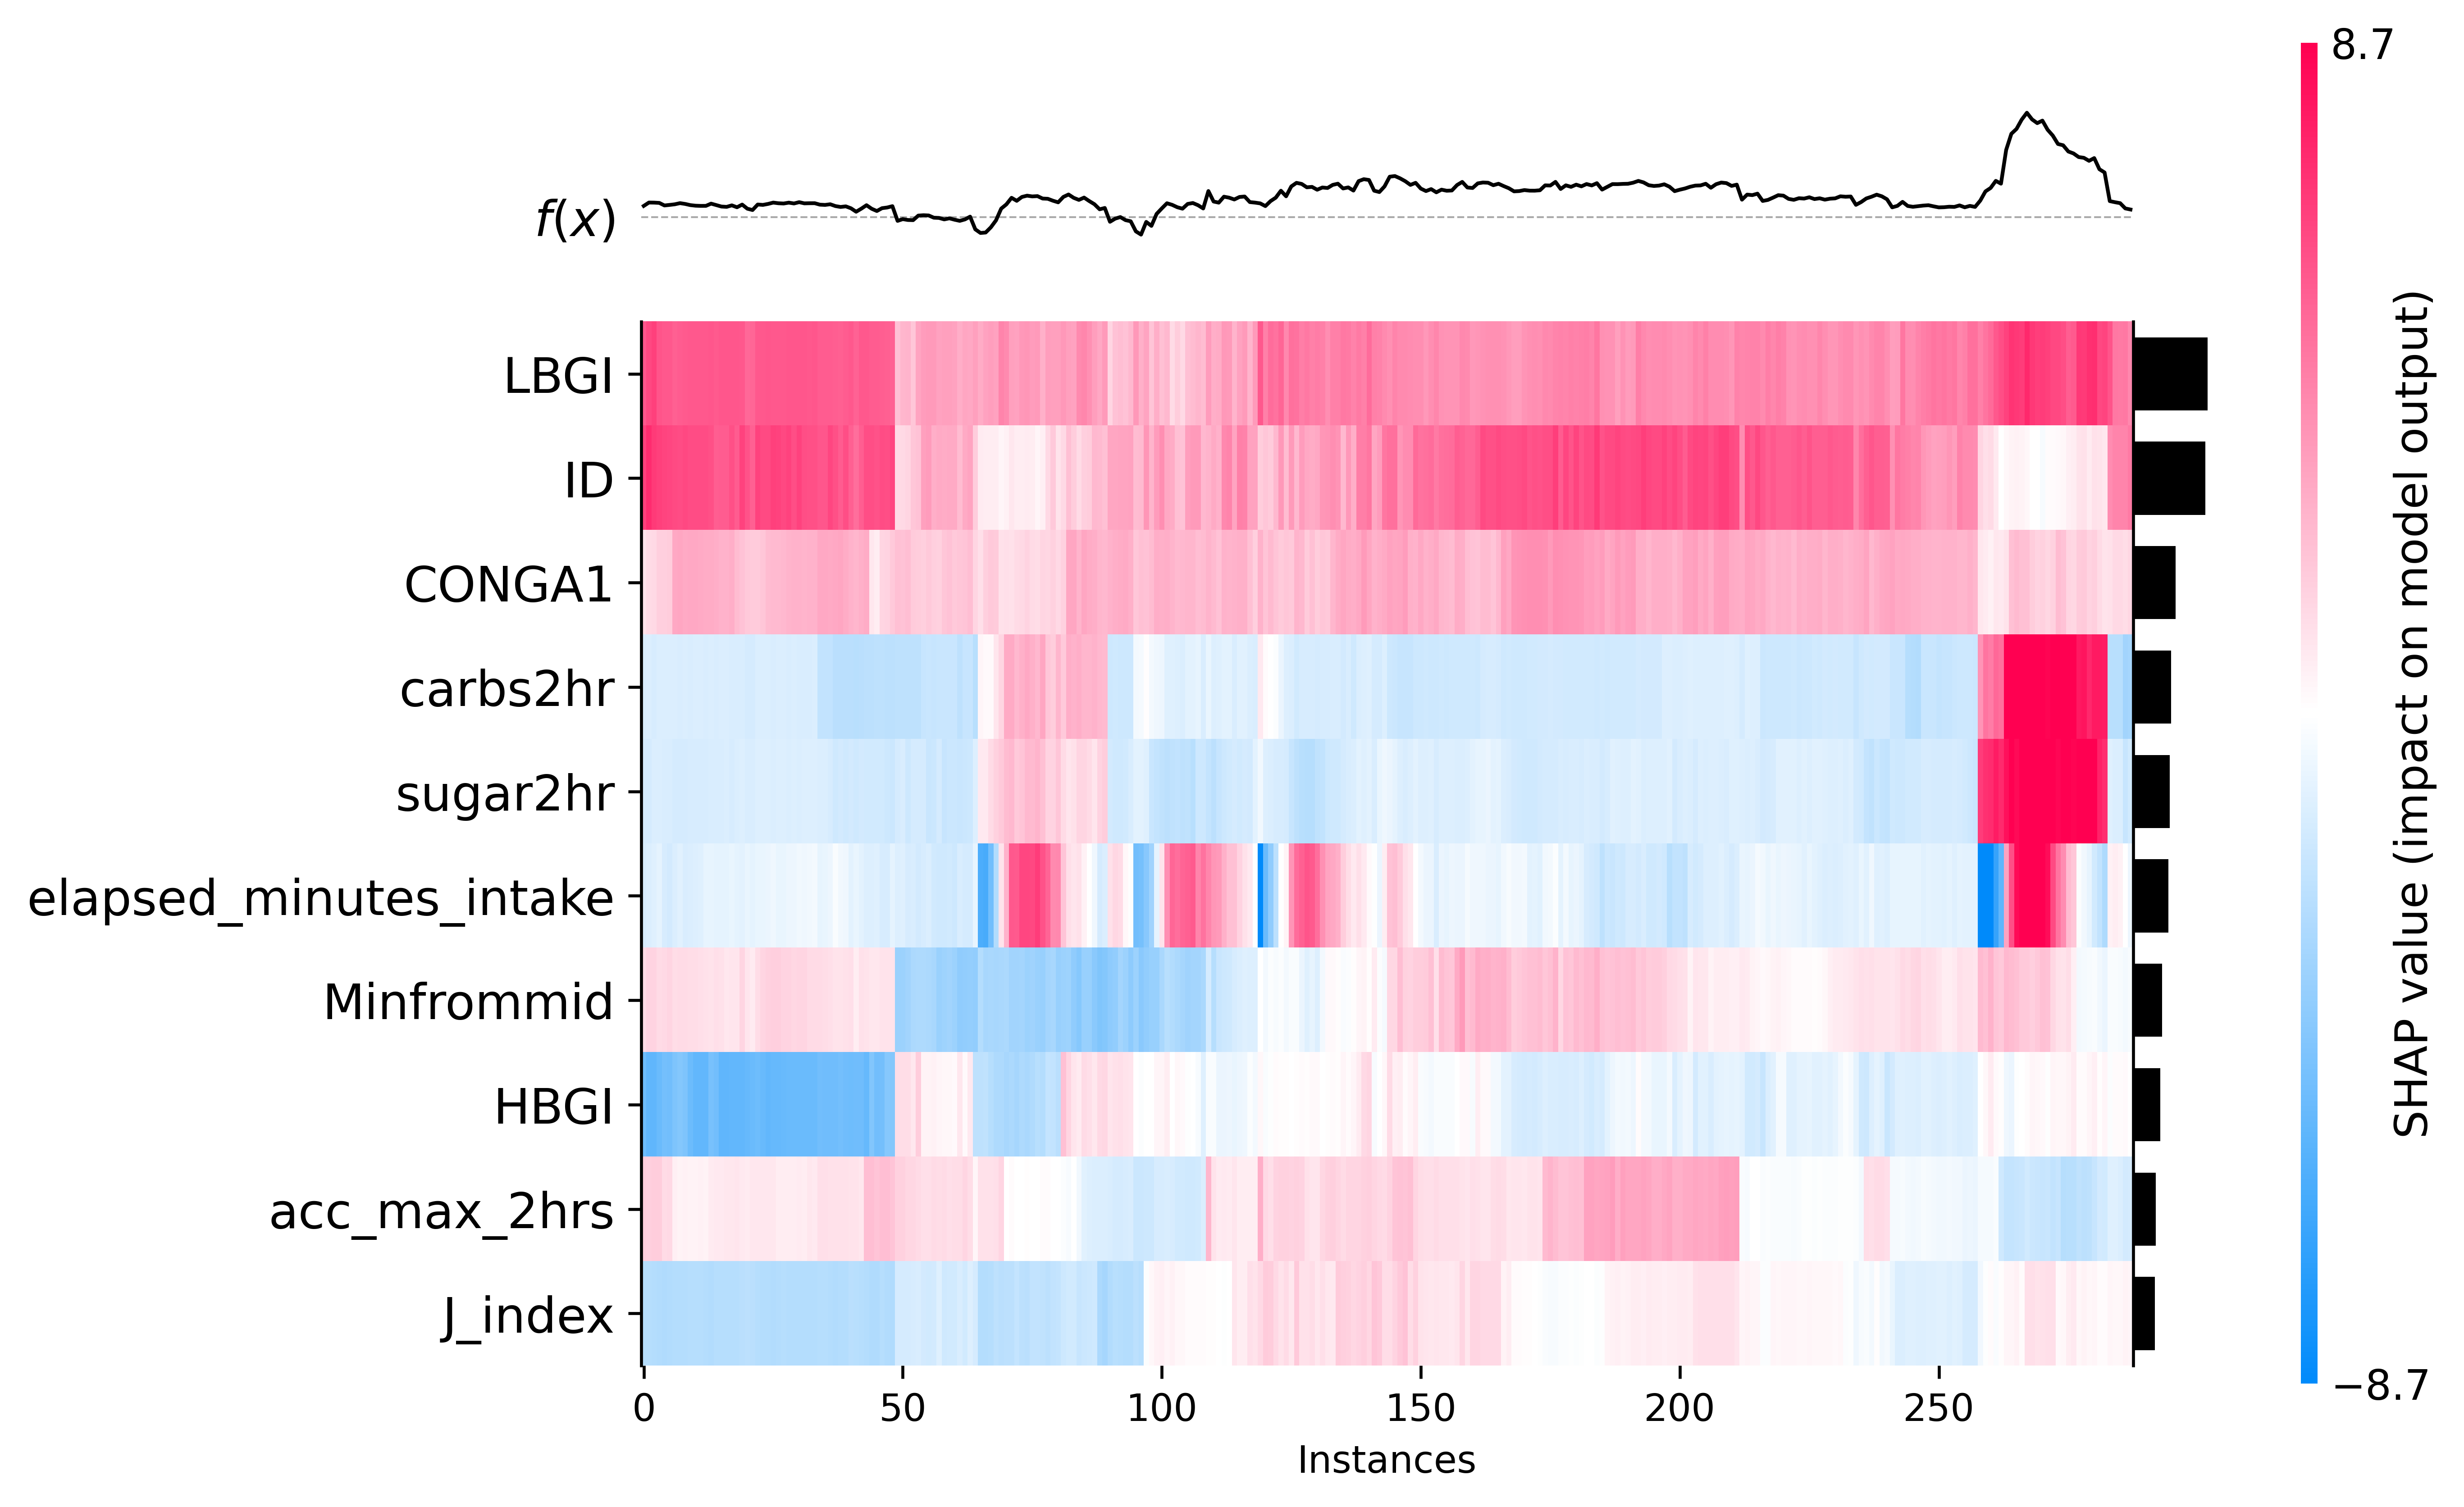 8.7
f(x)
LBGI
ID
CONGA1
carbs2hr
sugar2hr
elapsed_minutes_intake
Minfrommid
HBGI
acc_max_2hrs
J_index
0 50 100 150 200 250
Instances
−8.7
SHAP value (impact on model output)